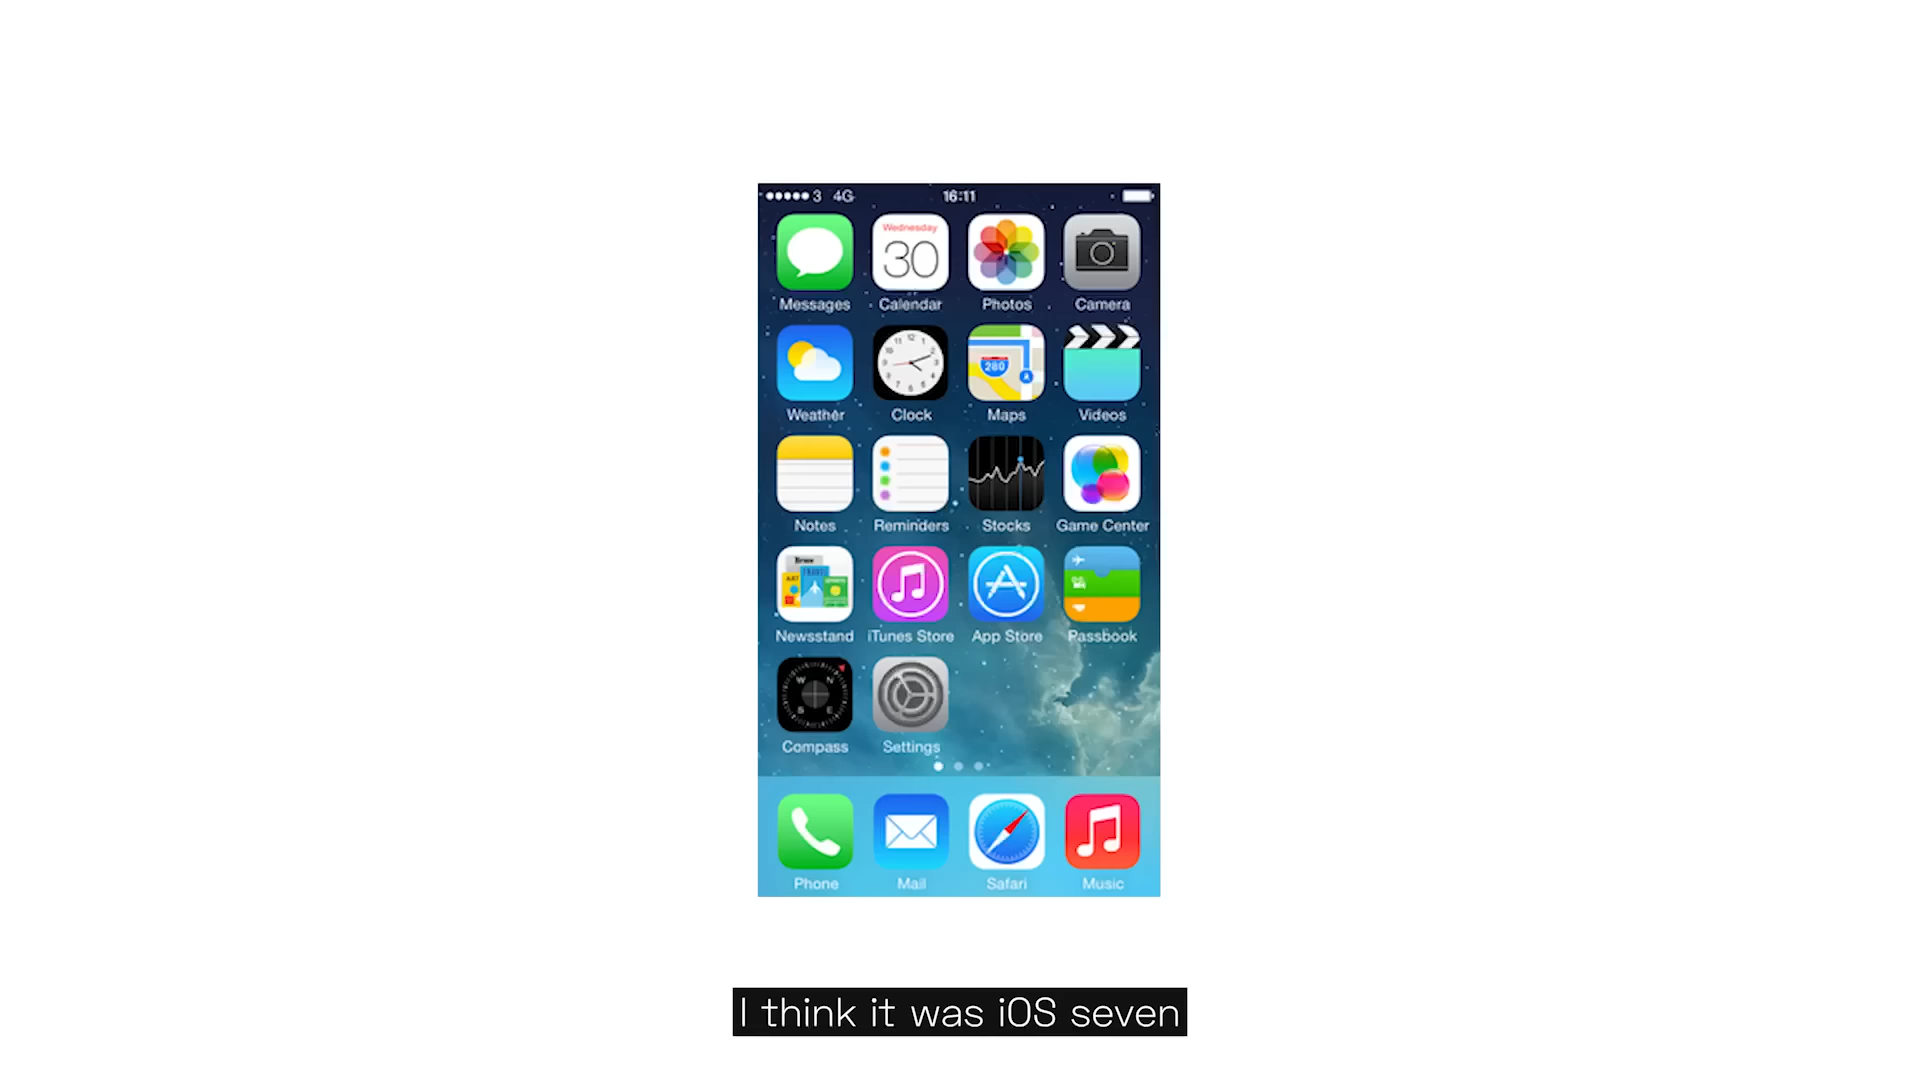 3 4G 16:11
Wednesday
30
Messages Calendar Photos Camera
280
Weather Clock Maps Videos
Notes Reminders Stocks Game Center
Newsstand iTunes Store App Store Passbook
W N
S E
Compass Settings
Phone Mail Safari Music
I think it was iOS seven